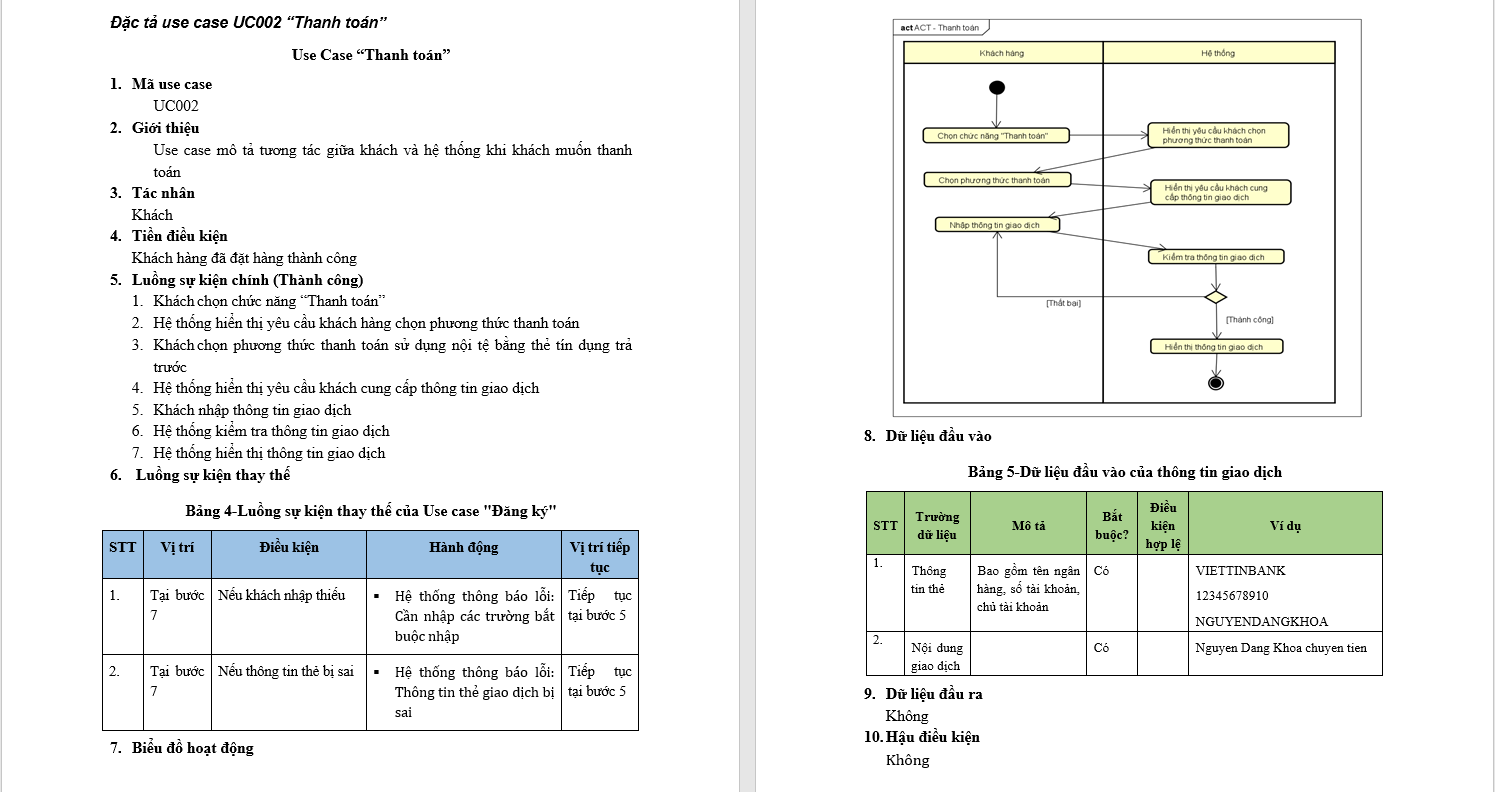 Đặc tả use case UC002 “Thanh toán”
Use Case “Thanh toán”
1. Mã use case
UC002
2. Giới thiệu
Use case mô tả tương tác giữa khách và hệ thống khi khách muốn thanh
toán
3. Tác nhân
Khách
4. Tiền điều kiện
Khách hàng đã đặt hàng thành công
5. Luồng sự kiện chính (Thành công)
1. Khách chọn chức năng “Thanh toán”
2. Hệ thống hiển thị yêu cầu khách hàng chọn phương thức thanh toán
3. Khách chọn phương thức thanh toán sử dụng nội tệ bằng thẻ tín dụng trả
trước
4. Hệ thống hiển thị yêu cầu khách cung cấp thông tin giao dịch
5. Khách nhập thông tin giao dịch
6. Hệ thống kiểm tra thông tin giao dịch
7. Hệ thống hiển thị thông tin giao dịch
6. Luồng sự kiện thay thế
Bảng 4-Luồng sự kiện thay thế của Use case "Đăng ký"
STT Vị trí Điều kiện Hành động Vị trí tiếp
tục
1. Tại bước Nếu khách nhập thiếu ▪ Hệ thống thông báo lỗi: Tiếp tục
7 Cần nhập các trường bắt tại bước 5
buộc nhập
2. Tại bước Nếu thông tin thẻ bị sai ▪ Hệ thống thông báo lỗi: Tiếp tục
7 Thông tin thẻ giao dịch bị tại bước 5
sai
7. Biểu đồ hoạt động
act ACT - Thanh toán
Khách hàng Hệ thống
Chọn chức năng "Thanh toán"
Hiển thị yêu cầu khách chọn
phương thức thanh toán
Chọn phương thức thanh toán
Hiển thị yêu cầu khách cung
cấp thông tin giao dịch
Nhập thông tin giao dịch
Kiểm tra thông tin giao dịch
[Thất bại]
[Thành công]
Hiển thị thông tin giao dịch
8. Dữ liệu đầu vào
Bảng 5-Dữ liệu đầu vào của thông tin giao dịch
STT Trường
dữ liệu Mô tả Bắt
buộc? Điều
kiện
hợp lệ Ví dụ
1. Thông Bao gồm tên ngân Có VIETTINBANK
tin thẻ hàng, số tài khoản, 12345678910
chủ tài khoản NGUYENDANGKHOA
2. Nội dung Có Nguyen Dang Khoa chuyen tien
giao dịch
9. Dữ liệu đầu ra
Không
10. Hậu điều kiện
Không